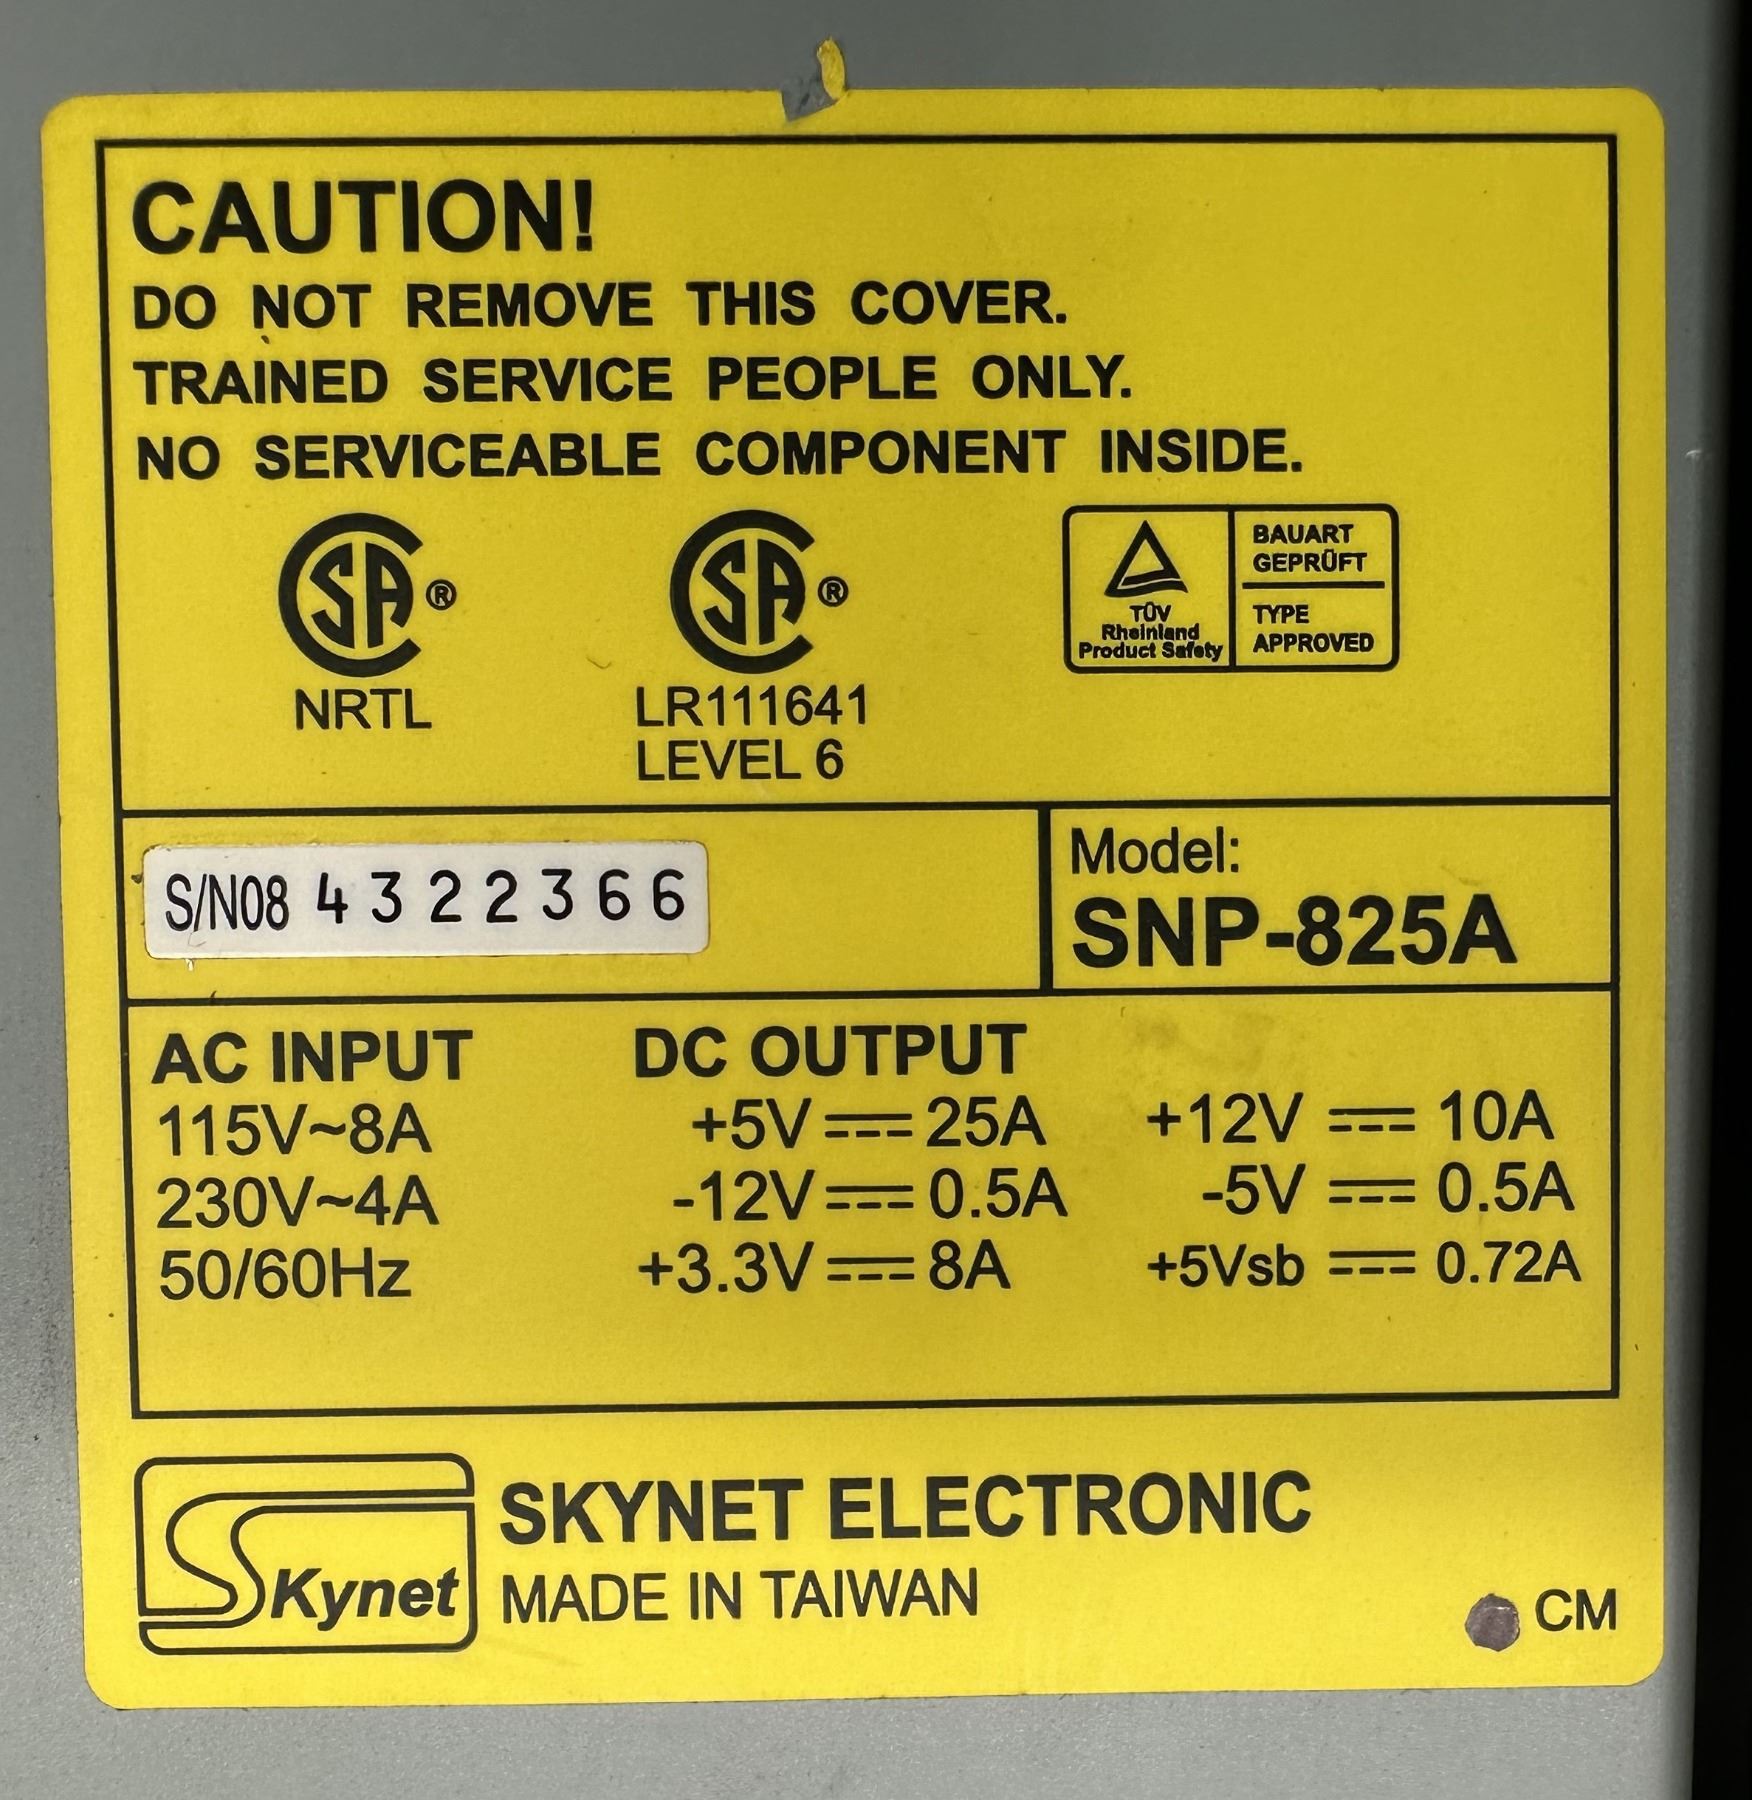 CAUTION!
DO NOT REMOVE THIS COVER.
TRAINED SERVICE PEOPLE ONLY.
NO SERVICEABLE COMPONENT INSIDE.
SA ®
NRTL
SA ®
LR111641
LEVEL 6
TÜV
Rheinland
Product Safety
BAUART
GEPRÜFT
TYPE
APPROVED
S/N08 4322366
Model:
SNP-825A
AC INPUT
115V~8A
230V~4A
50/60Hz
DC OUTPUT
+5V⎓25A +12V ⎓ 10A
-12V⎓0.5A -5V ⎓ 0.5A
+3.3V⎓8A +5Vsb ⎓ 0.72A
SKynet
SKYNET ELECTRONIC
MADE IN TAIWAN
CM